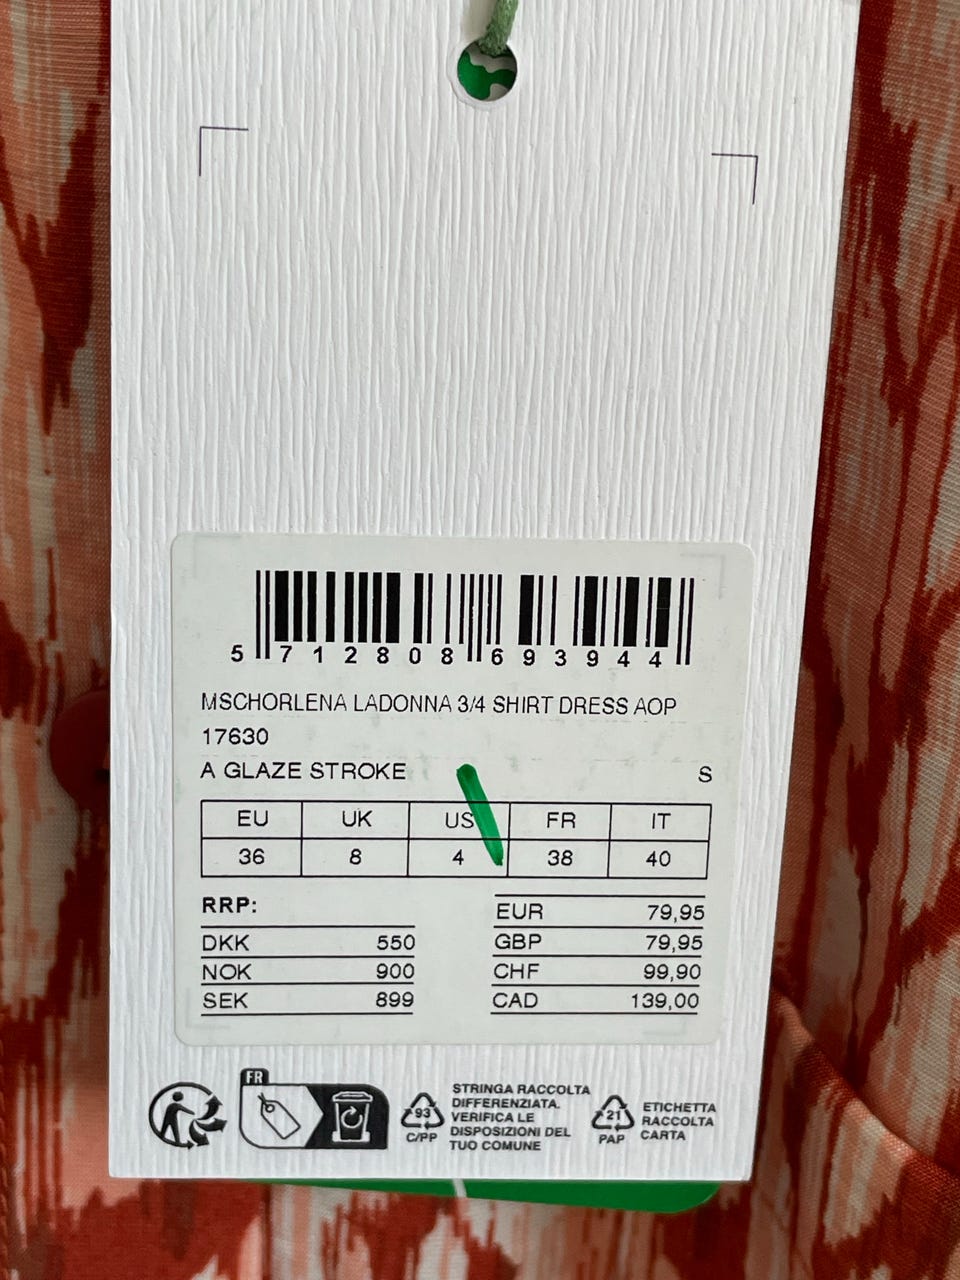 5 712808 693944
MSCHORLENA LADONNA 3/4 SHIRT DRESS AOP
17630
A GLAZE STROKE S
EU UK US FR IT
36 8 4 38 40
RRP:
DKK 550
NOK 900
SEK 899
EUR 79,95
GBP 79,95
CHF 99,90
CAD 139,00
FR
93
C/PP
STRINGA RACCOLTA
DIFFERENZIATA.
VERIFICA LE
DISPOSIZIONI DEL
TUO COMUNE
21
PAP
ETICHETTA
RACCOLTA
CARTA